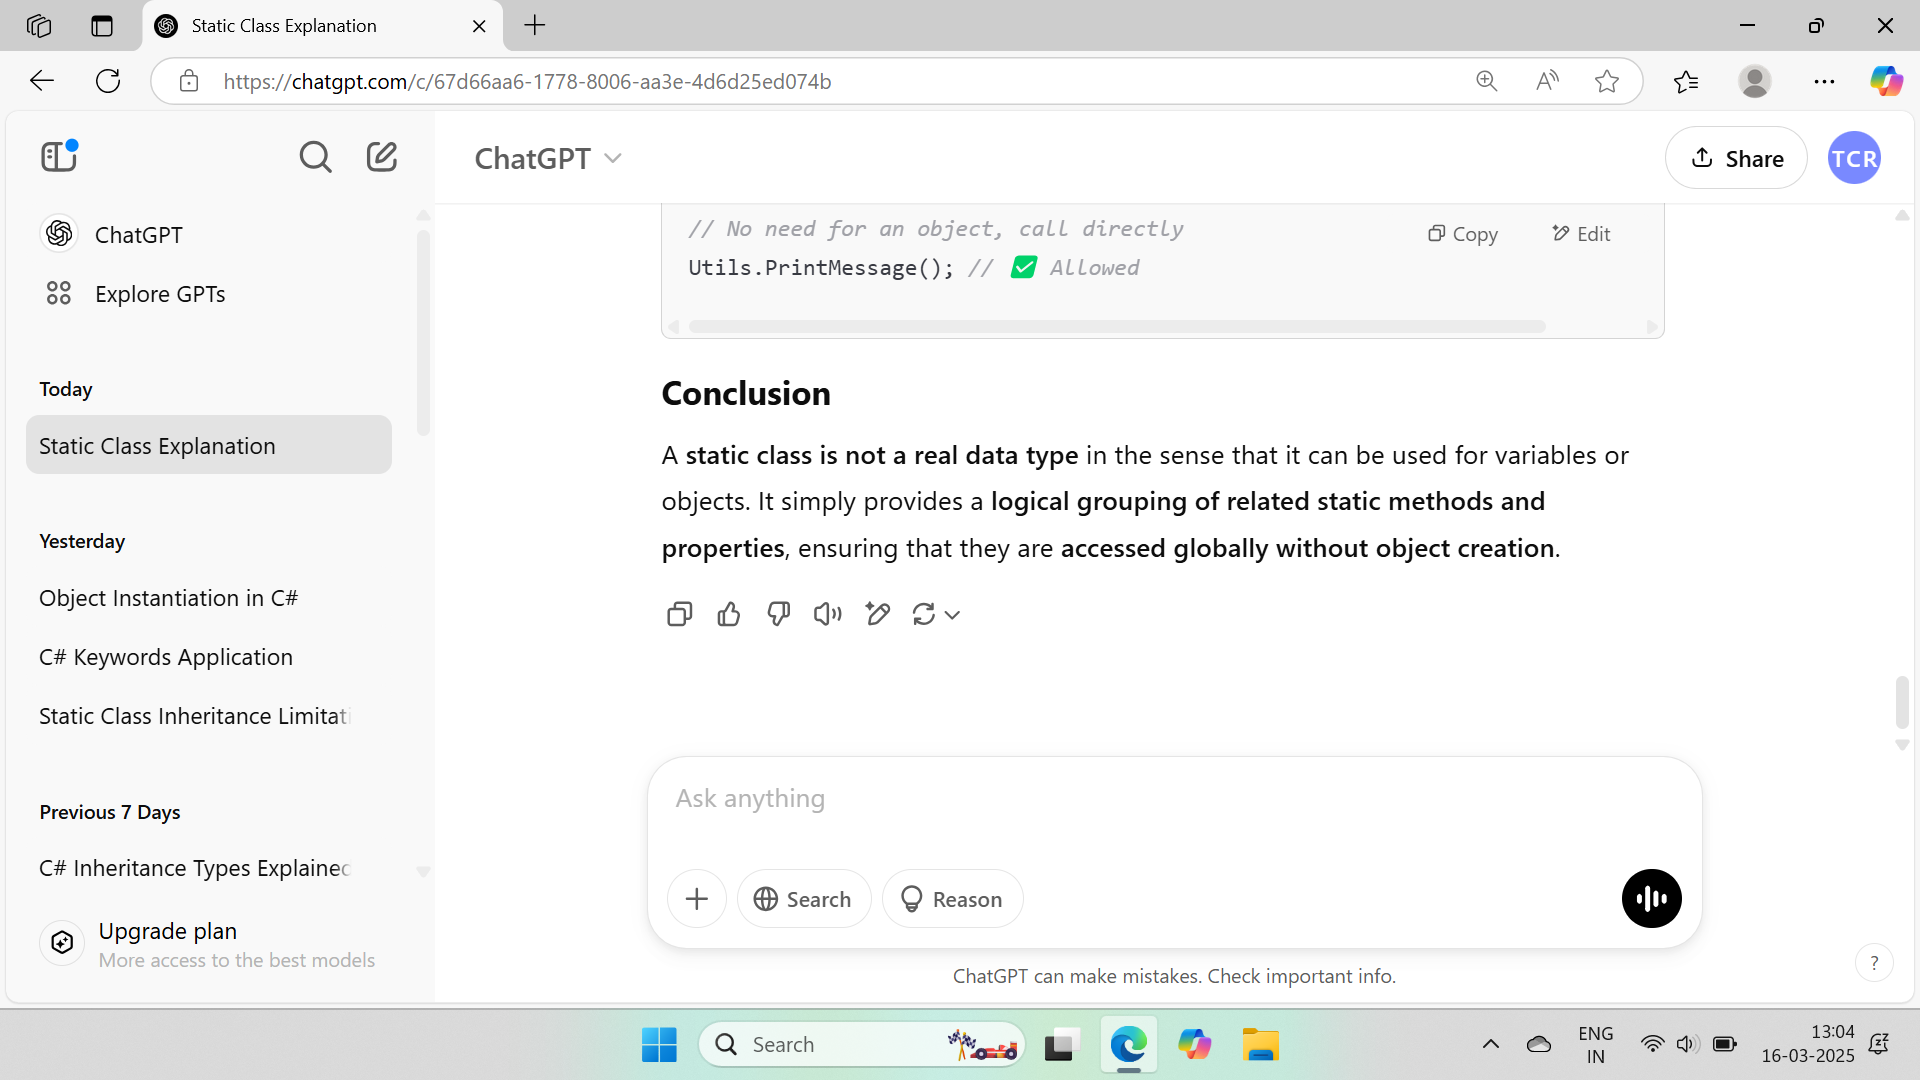 Static Class Explanation
https://chatgpt.com/c/67d66aa6-1778-8006-aa3e-4d6d25ed074b
ChatGPT
Share
TCR
ChatGPT
Explore GPTs
Today
Static Class Explanation
Yesterday
Object Instantiation in C#
C# Keywords Application
Static Class Inheritance Limitati
Previous 7 Days
C# Inheritance Types Explained
Upgrade plan
More access to the best models
// No need for an object, call directly
Copy
Edit
Utils.PrintMessage(); // ✅ Allowed
Conclusion
A static class is not a real data type in the sense that it can be used for variables or
objects. It simply provides a logical grouping of related static methods and
properties, ensuring that they are accessed globally without object creation.
Ask anything
Search
Reason
ChatGPT can make mistakes. Check important info.
?
Search
ENG
IN
13:04
16-03-2025